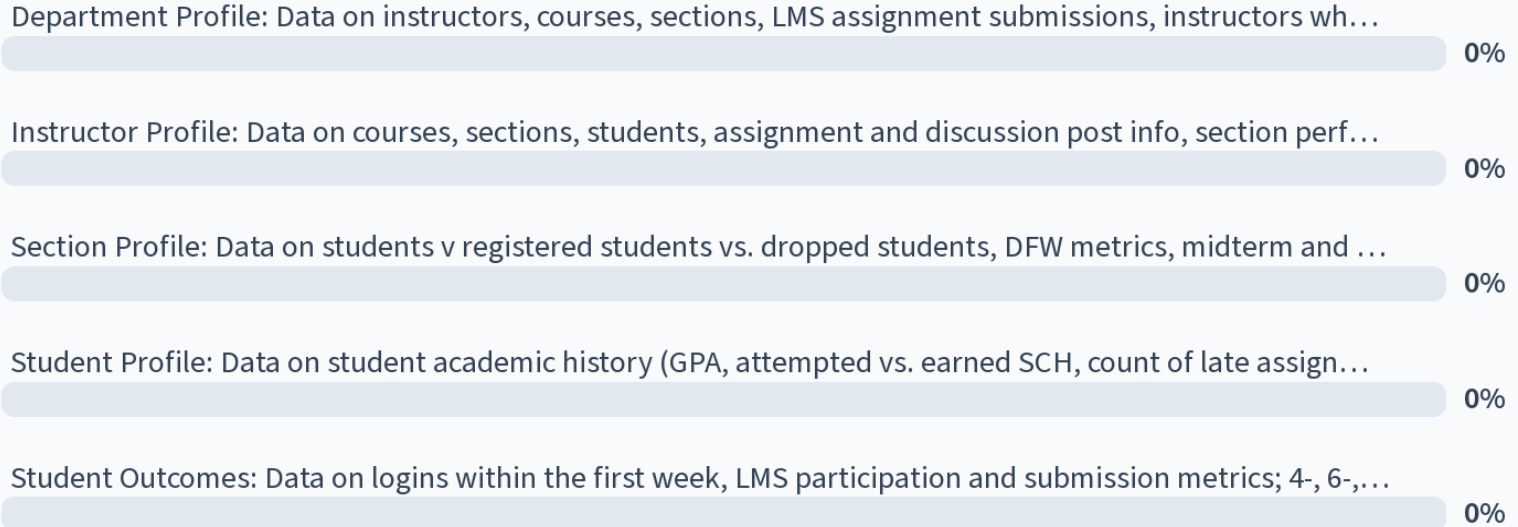 Department Profile: Data on instructors, courses, sections, LMS assignment submissions, instructors wh…
0%
Instructor Profile: Data on courses, sections, students, assignment and discussion post info, section perf…
0%
Section Profile: Data on students v registered students vs. dropped students, DFW metrics, midterm and …
0%
Student Profile: Data on student academic history (GPA, attempted vs. earned SCH, count of late assign…
0%
Student Outcomes: Data on logins within the first week, LMS participation and submission metrics; 4-, 6-,…
0%